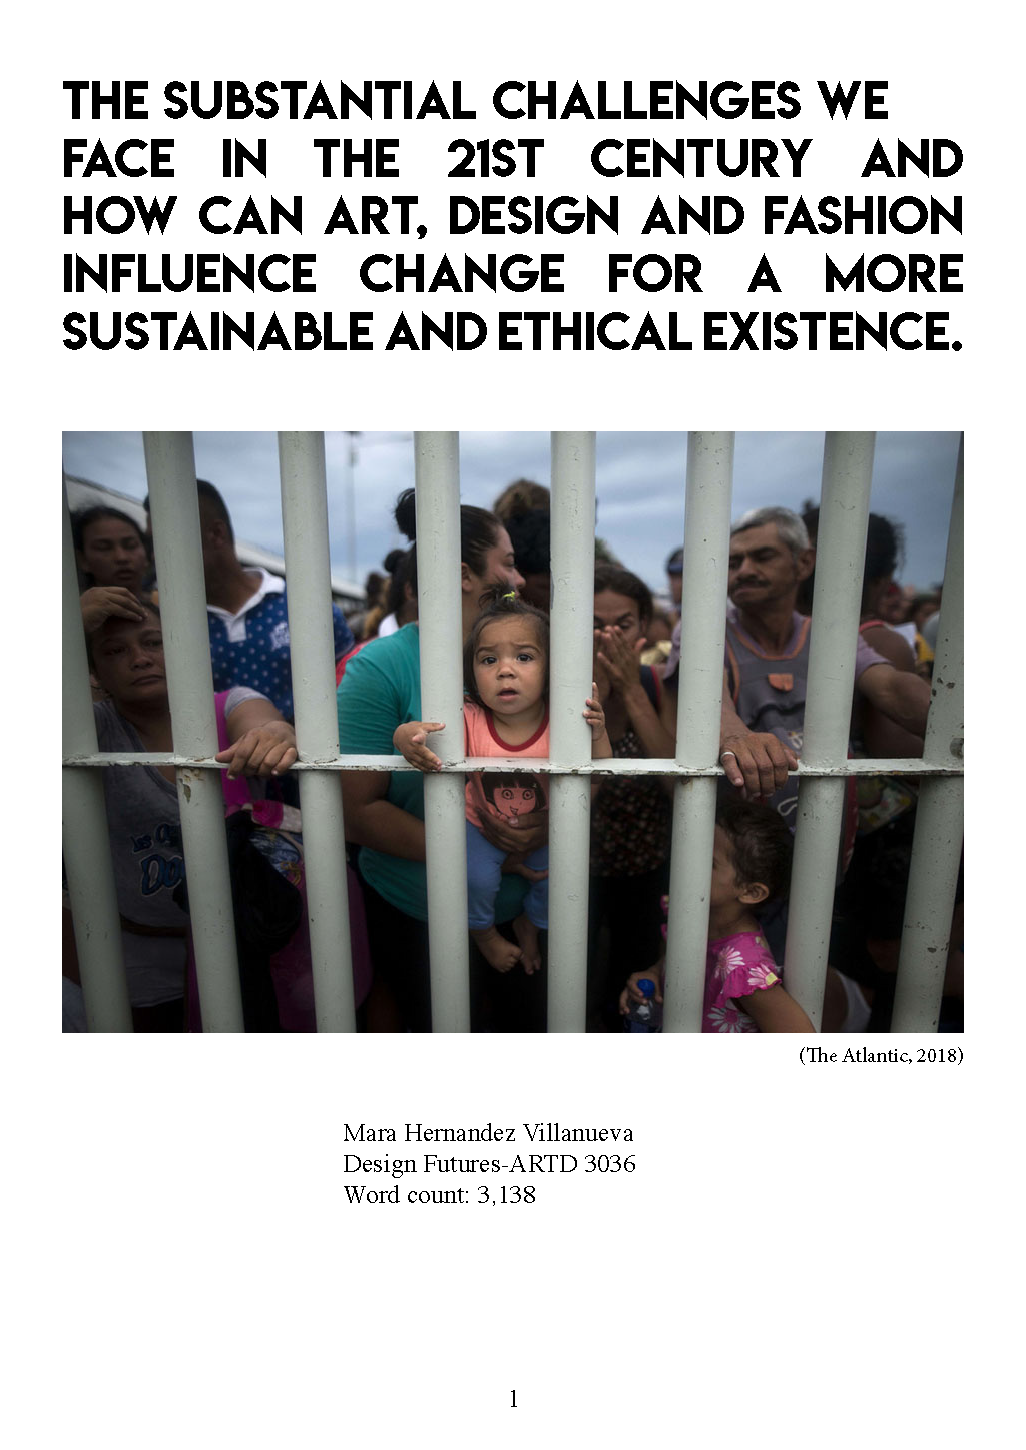 THE SUBSTANTIAL CHALLENGES WE
FACE IN THE 21ST CENTURY AND
HOW CAN ART, DESIGN AND FASHION
INFLUENCE CHANGE FOR A MORE
SUSTAINABLE AND ETHICAL EXISTENCE.
(The Atlantic, 2018)
Mara Hernandez Villanueva
Design Futures-ARTD 3036
Word count: 3,138
1